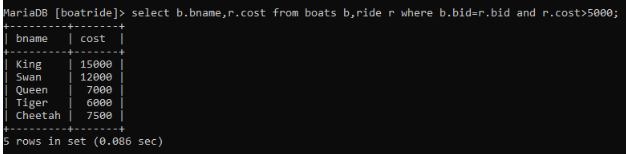 MariaDB [boatride]> select b.bname,r.cost from boats b,ride r where b.bid=r.bid and r.cost>5000;
+---------+-------+
| bname   | cost  |
+---------+-------+
| King    | 15000 |
| Swan    | 12000 |
| Queen   |  7000 |
| Tiger   |  6000 |
| Cheetah |  7500 |
+---------+-------+
5 rows in set (0.086 sec)